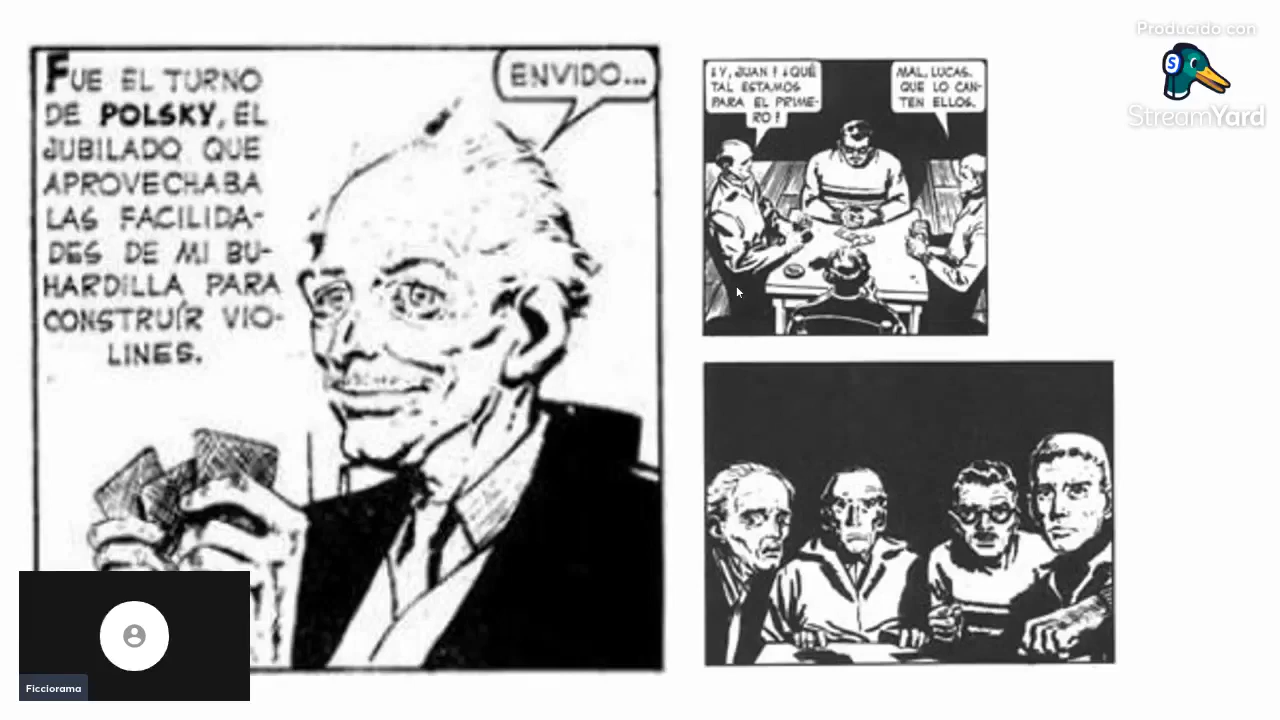 FUE EL TURNO
DE POLSKY, EL
JUBILADO QUE
APROVECHABA
LAS FACILIDA-
DES DE MI BU-
HARDILLA PARA
CONSTRUÍR VIO-
LINES.
ENVIDO...
¡Y, JUAN! ¿QUÉ
TAL ESTAMOS
PARA EL PRIME-
RO?
MAL, LUCAS.
QUE LO CAN-
TEN ELLOS.
Producido con
S
StreamYard
Ficciorama